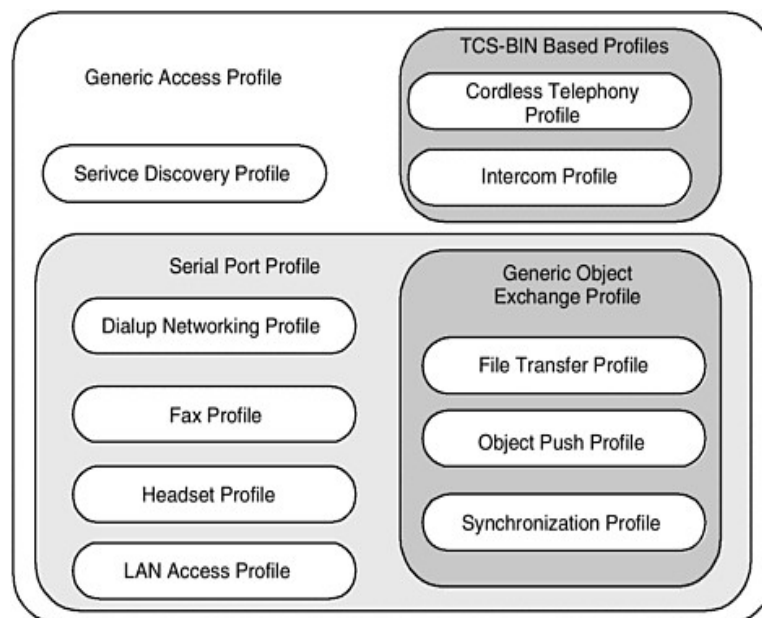 Generic Access Profile
Serivce Discovery Profile
TCS-BIN Based Profiles
Cordless Telephony
Profile
Intercom Profile
Serial Port Profile
Dialup Networking Profile
Fax Profile
Headset Profile
LAN Access Profile
Generic Object
Exchange Profile
File Transfer Profile
Object Push Profile
Synchronization Profile